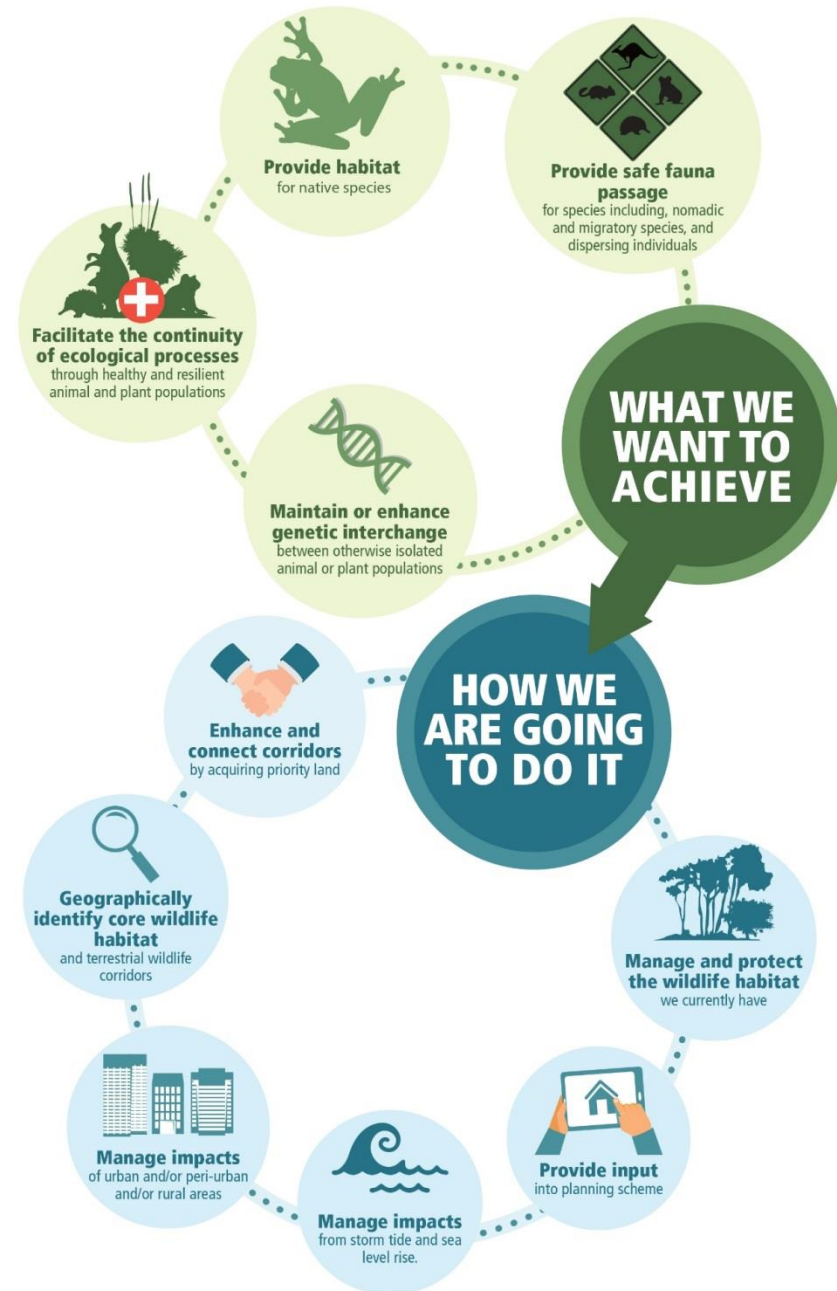 Provide habitat
for native species
Provide safe fauna
passage
for species including, nomadic
and migratory species, and
dispersing individuals
Facilitate the continuity
of ecological processes
through healthy and resilient
animal and plant populations
WHAT WE
WANT TO
ACHIEVE
Maintain or enhance
genetic interchange
between otherwise isolated
animal or plant populations
HOW WE
ARE GOING
TO DO IT
Enhance and
connect corridors
by acquiring priority land
Geographically
identify core wildlife
habitat
and terrestrial wildlife
corridors
Manage and protect
the wildlife habitat
we currently have
Manage impacts
of urban and/or peri-urban
and/or rural areas
Provide input
into planning scheme
Manage impacts
from storm tide and sea
level rise.